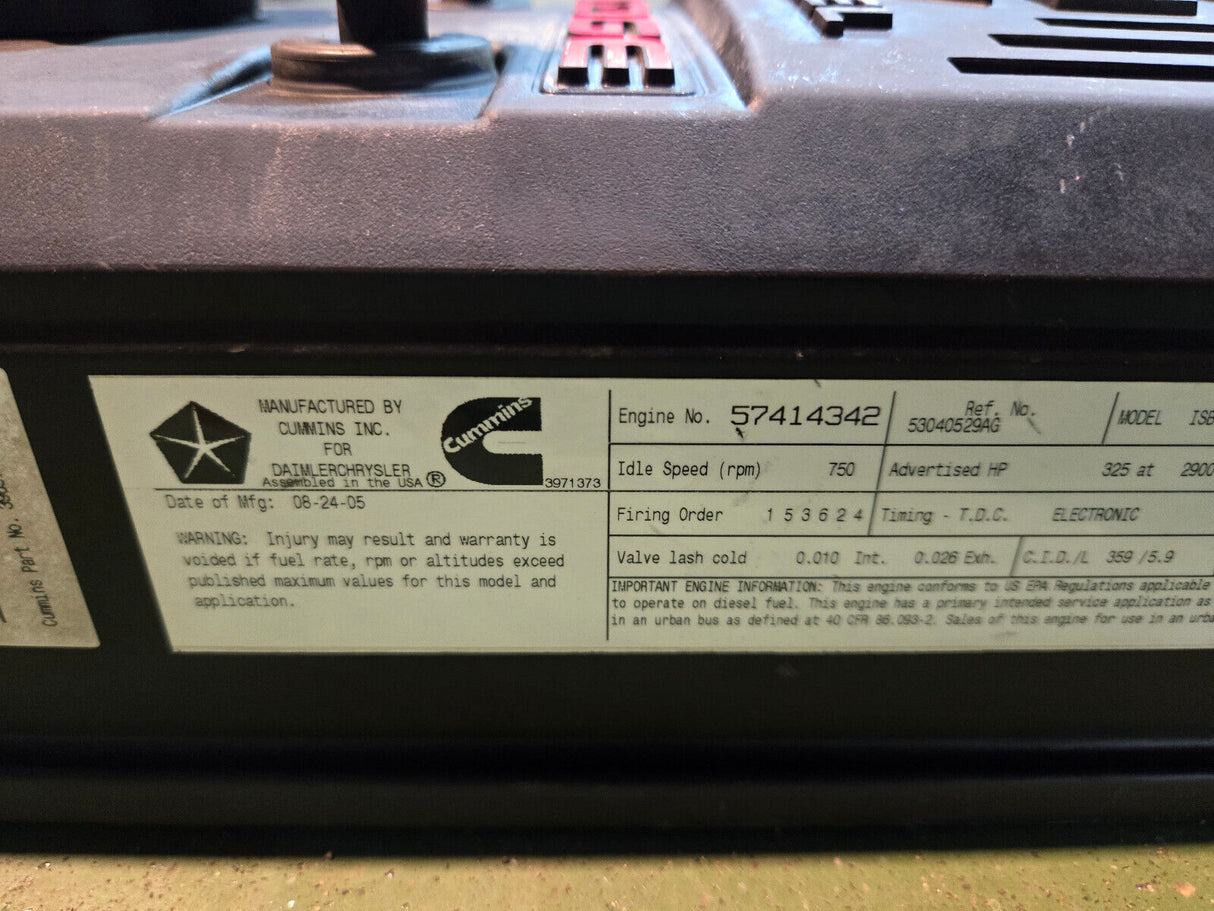 MANUFACTURED BY
CUMMINS INC.
FOR
DAIMLERCHRYSLER
Assembled in the USA ®
Cummins
3971373
Date of Mfg: 08-24-05
WARNING: Injury may result and warranty is
voided if fuel rate, rpm or altitudes exceed
published maximum values for this model and
application.
Engine No. 57414342 Ref. No. 53040529AG MODEL ISB
Idle Speed (rpm) 750 Advertised HP 325 at 2900
Firing Order 1 5 3 6 2 4 Timing - T.D.C. ELECTRONIC
Valve lash cold 0.010 Int. 0.026 Exh. C.I.D./L 359 /5.9
IMPORTANT ENGINE INFORMATION: This engine conforms to US EPA Regulations applicable
to operate on diesel fuel. This engine has a primary intended service application as
in an urban bus as defined at 40 CFR 86.093-2. Sales of this engine for use in an urba
Cummins Part No.